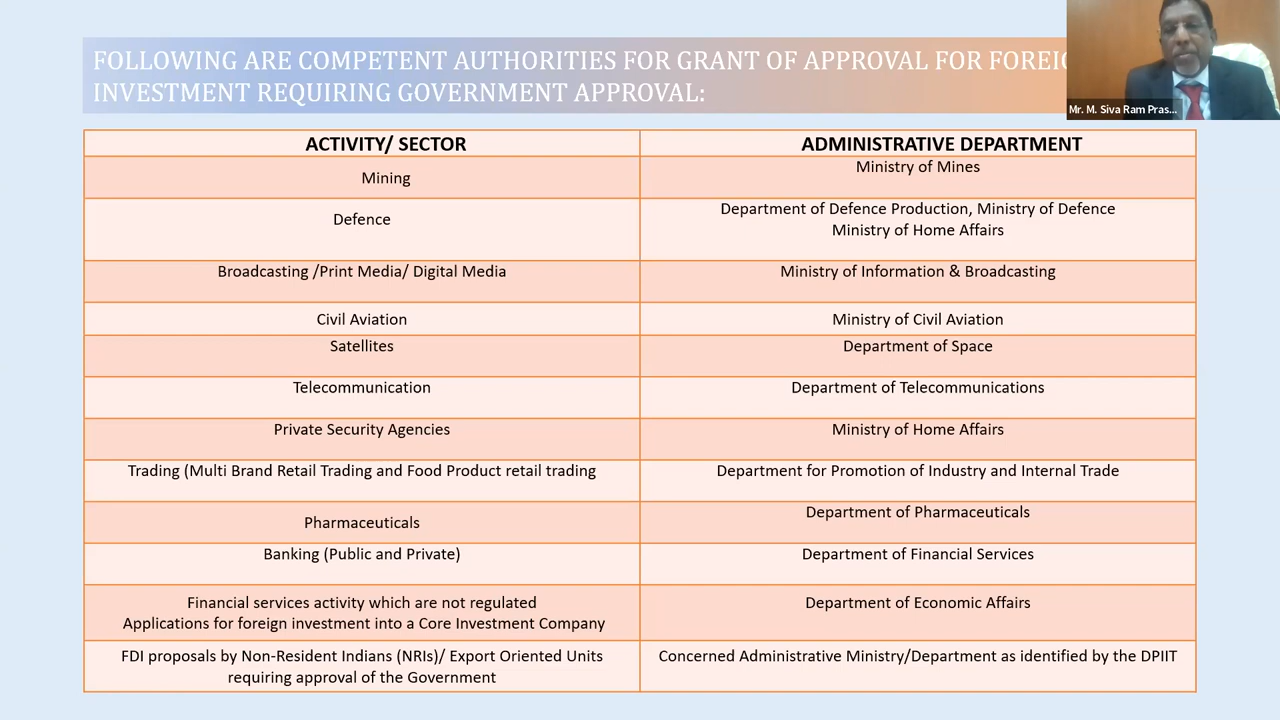 FOLLOWING ARE COMPETENT AUTHORITIES FOR GRANT OF APPROVAL FOR
INVESTMENT REQUIRING GOVERNMENT APPROVAL:
Mr. M. Siva Ram Pras...
ACTIVITY/ SECTOR
ADMINISTRATIVE DEPARTMENT
Mining
Ministry of Mines
Defence
Department of Defence Production, Ministry of Defence
Ministry of Home Affairs
Broadcasting /Print Media/ Digital Media
Ministry of Information & Broadcasting
Civil Aviation
Ministry of Civil Aviation
Satellites
Department of Space
Telecommunication
Department of Telecommunications
Private Security Agencies
Ministry of Home Affairs
Trading (Multi Brand Retail Trading and Food Product retail trading
Department for Promotion of Industry and Internal Trade
Pharmaceuticals
Department of Pharmaceuticals
Banking (Public and Private)
Department of Financial Services
Financial services activity which are not regulated
Applications for foreign investment into a Core Investment Company
Department of Economic Affairs
FDI proposals by Non-Resident Indians (NRIs)/ Export Oriented Units
requiring approval of the Government
Concerned Administrative Ministry/Department as identified by the DPIIT